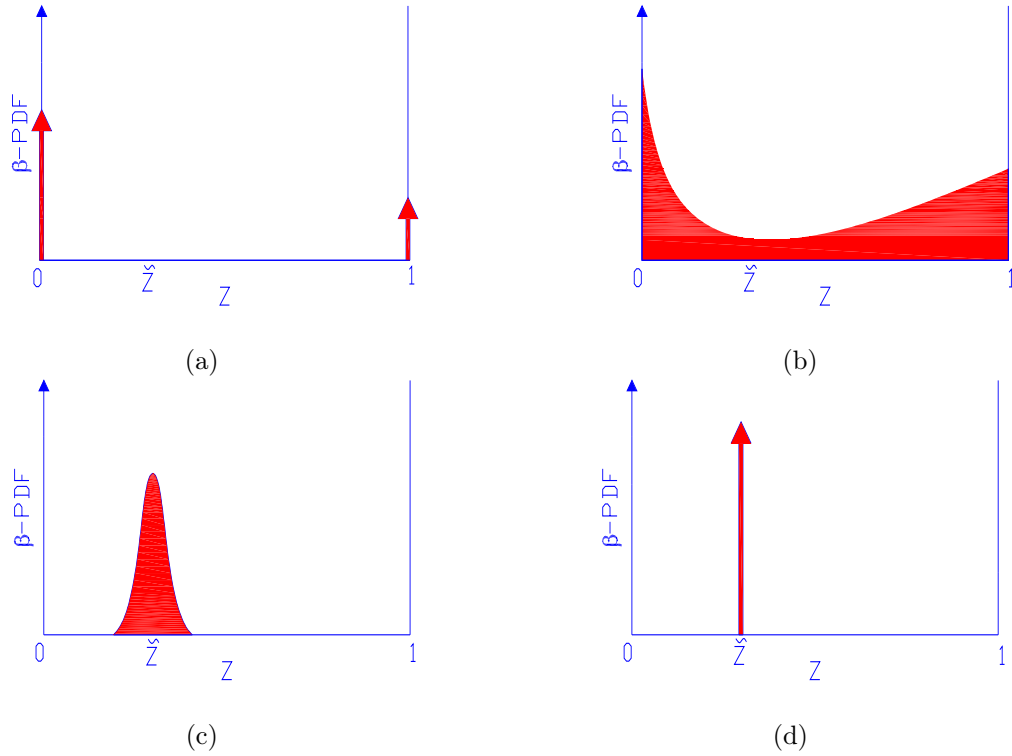 β-PDF
0 Z̃ Z 1
(a)
β-PDF
0 Z̃ Z 1
(b)
β-PDF
0 Z̃ Z 1
(c)
β-PDF
0 Z̃ Z 1
(d)